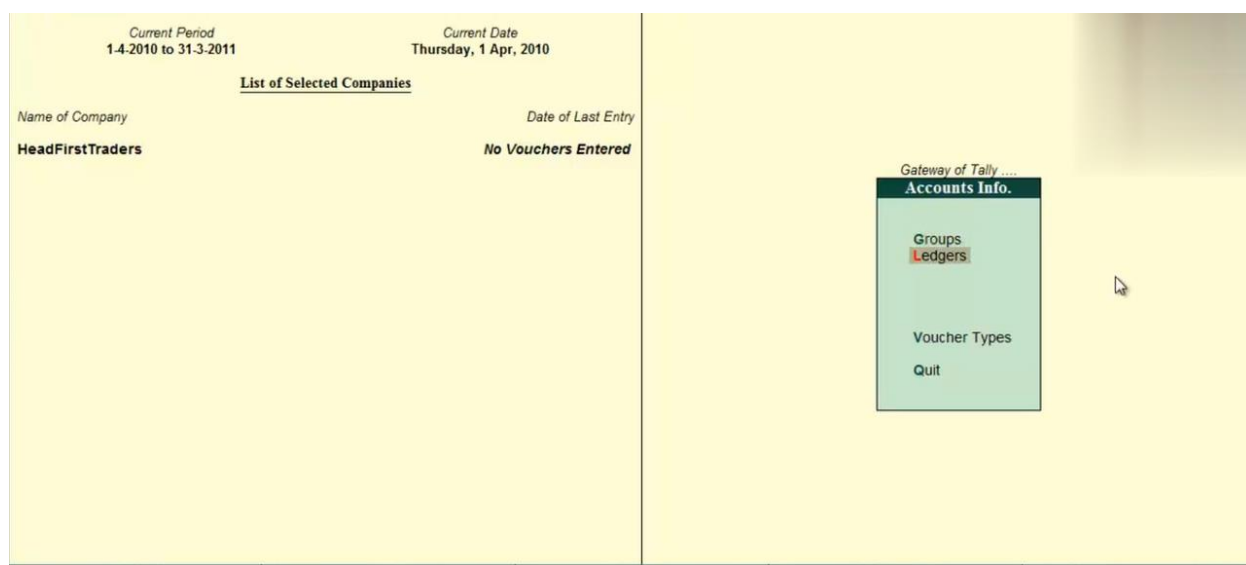 Current Period Current Date
1-4-2010 to 31-3-2011 Thursday, 1 Apr, 2010
List of Selected Companies
Name of Company Date of Last Entry
HeadFirstTraders No Vouchers Entered
Gateway of Tally ....
Accounts Info.
Groups
Ledgers
Voucher Types
Quit